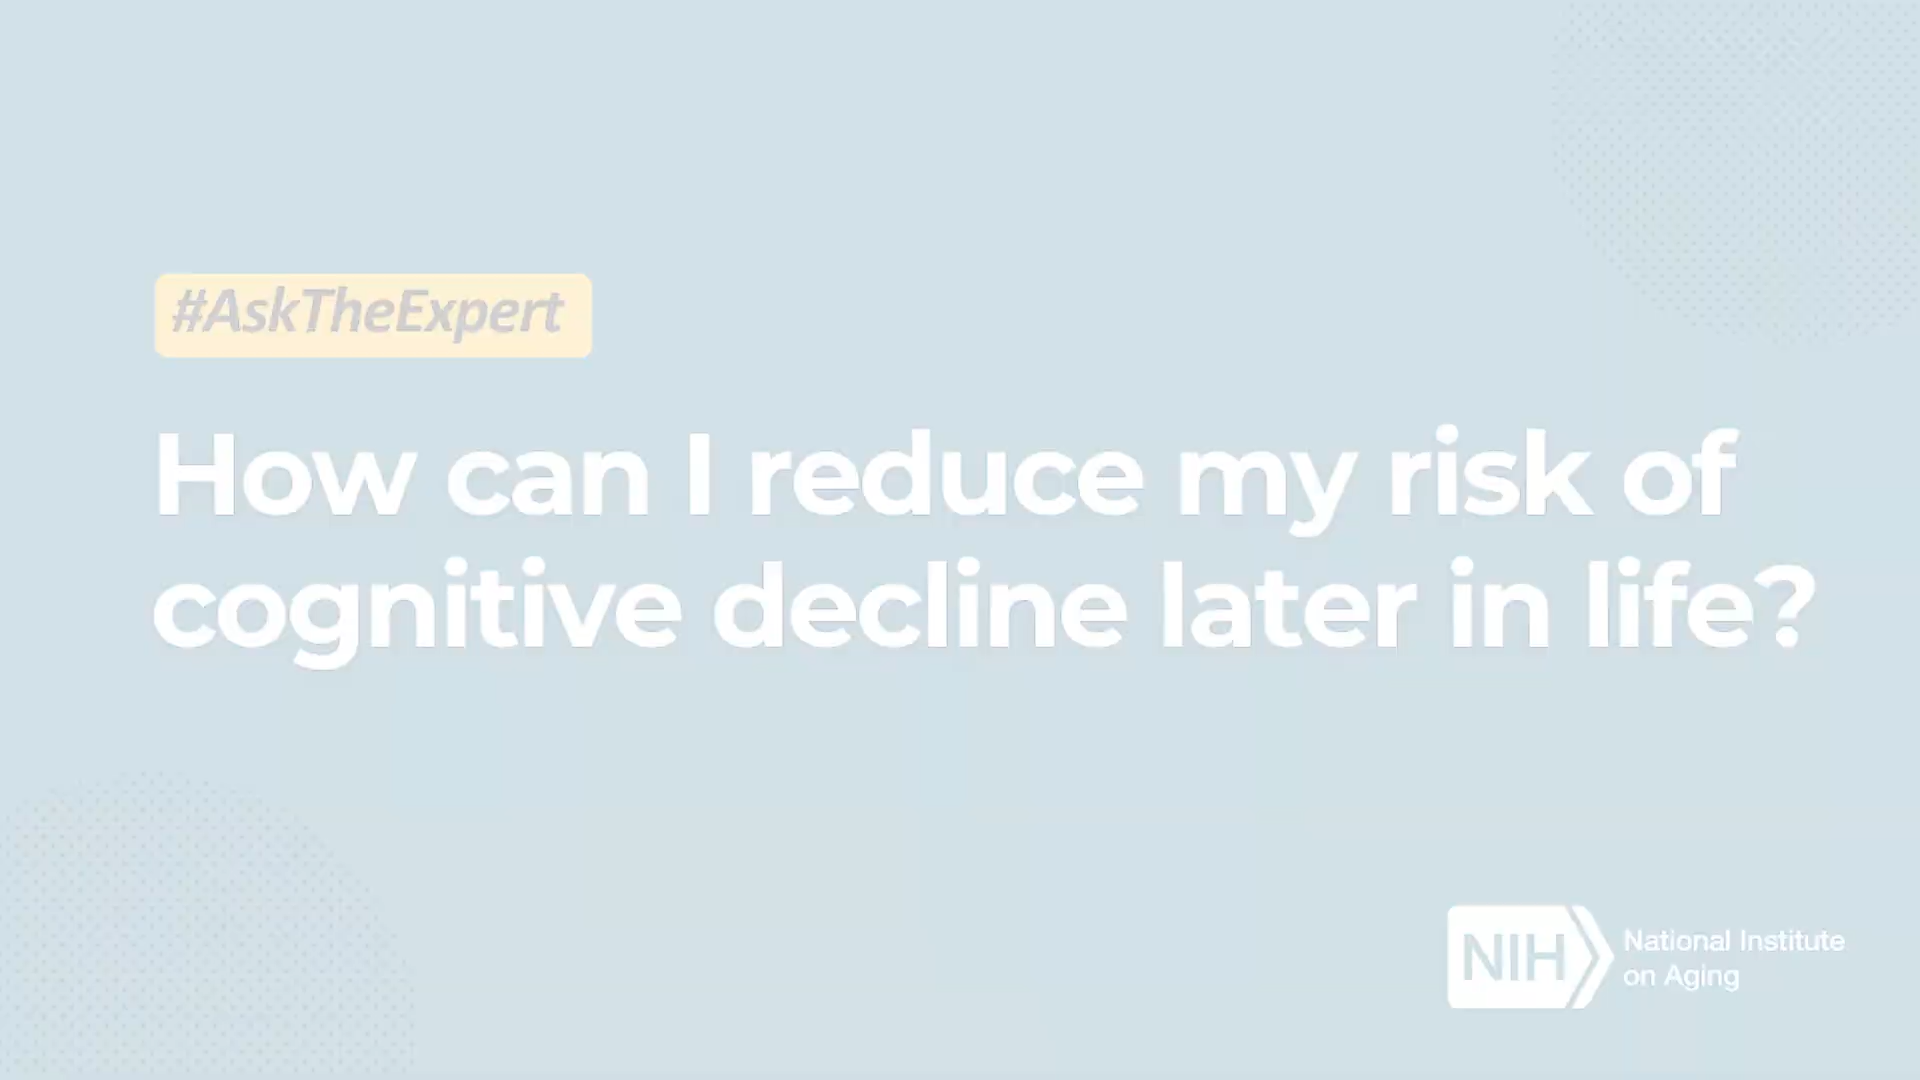 #AskTheExpert
How can I reduce my risk of
cognitive decline later in life?
NIH National Institute
on Aging